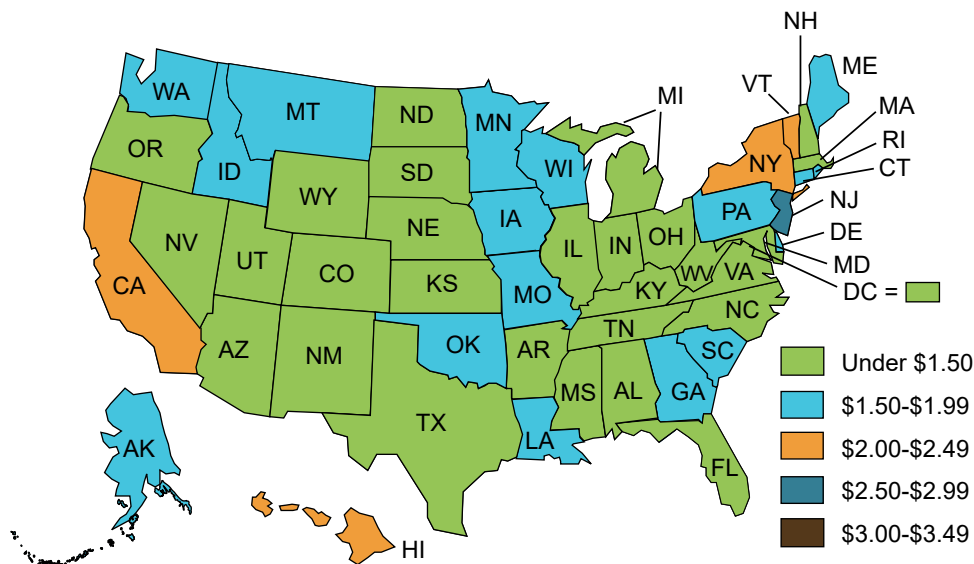 NH
VT
ME
WA
MT
ND
MN
MI
MA
OR
ID
SD
WI
NY
RI
CT
WY
IA
PA
NJ
NE
NV
UT
CO
IL
IN
OH
DE
WV
VA
MD
CA
KS
MO
KY
DC =
NC
AZ
NM
OK
AR
TN
SC
MS
AL
GA
TX
LA
FL
AK
HI
Under $1.50
$1.50-$1.99
$2.00-$2.49
$2.50-$2.99
$3.00-$3.49